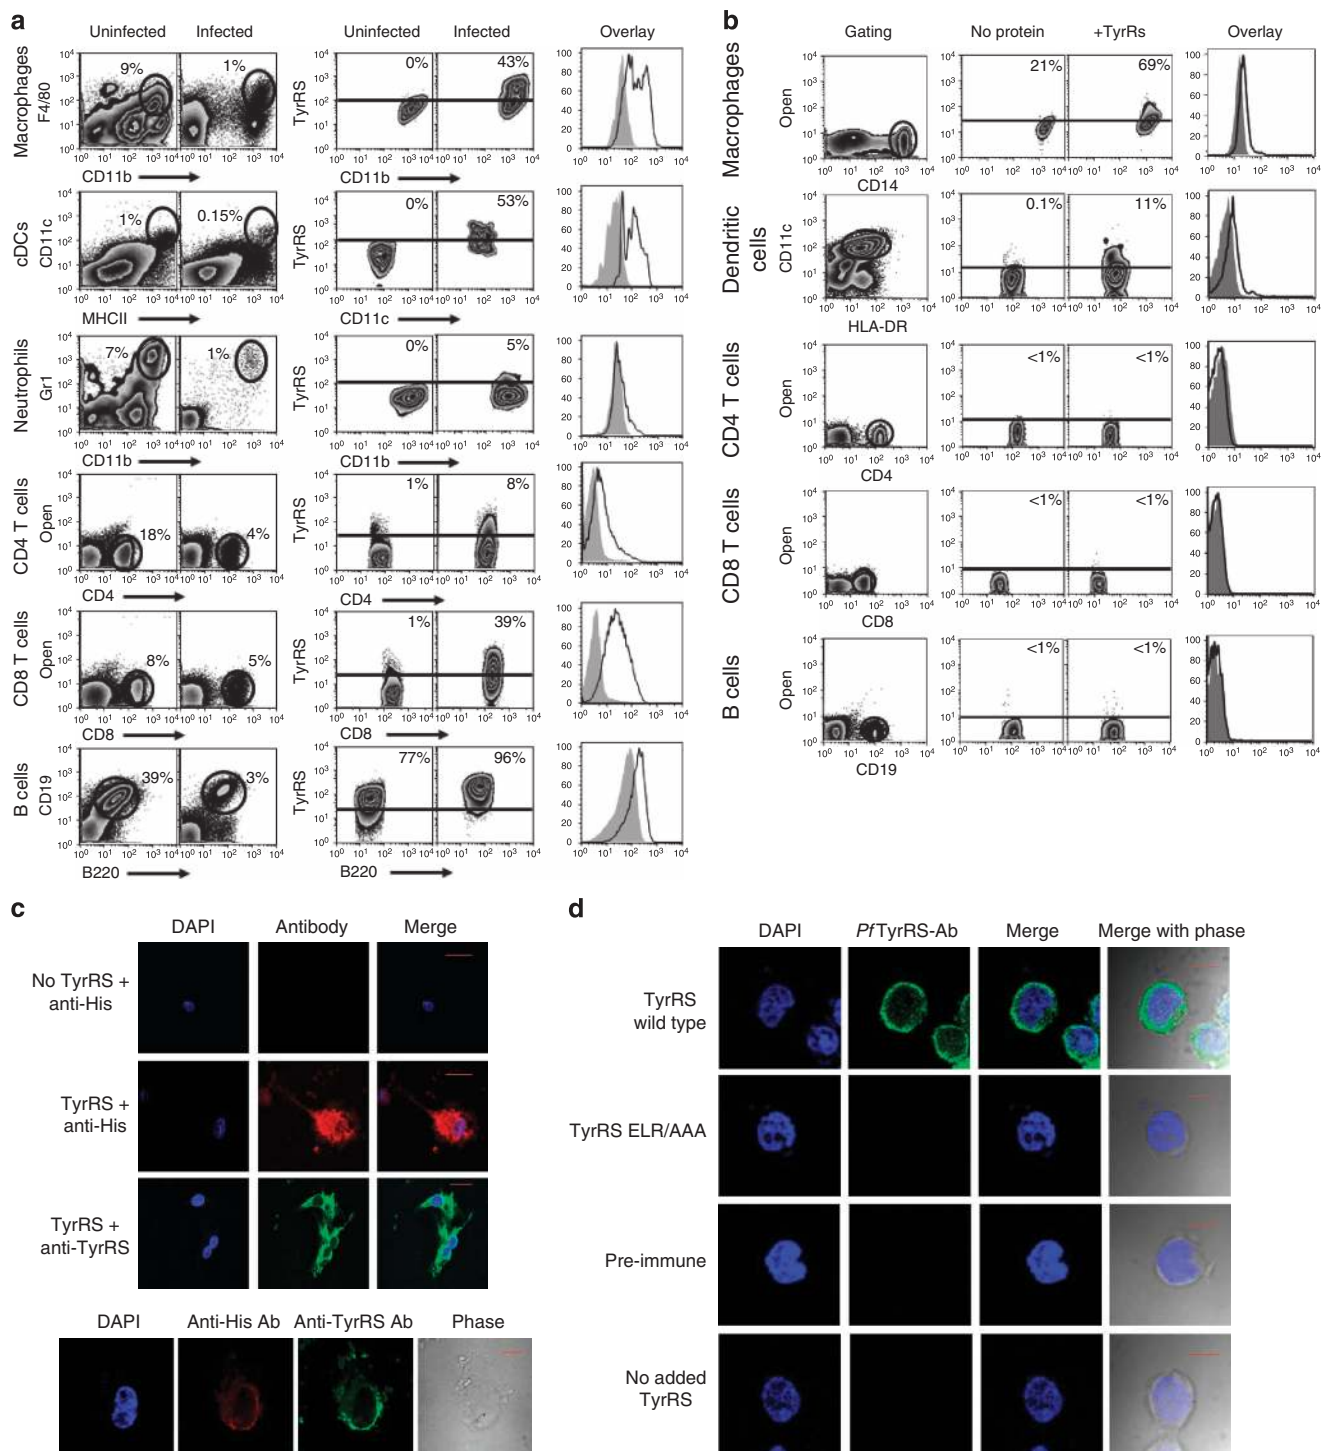 a
Uninfected Infected Uninfected Infected Overlay
Macrophages
F4/80
9% 1%
TyrRS
0% 43%
CD11b CD11b
cDCs
CD11c
1% 0.15%
TyrRS
0% 53%
MHCII CD11c
Neutrophils
Gr1
7% 1%
TyrRS
0% 5%
CD11b CD11b
CD4 T cells
Open
18% 4%
TyrRS
1% 8%
CD4 CD4
CD8 T cells
Open
8% 5%
TyrRS
1% 39%
CD8 CD8
B cells
CD19
39% 3%
TyrRS
77% 96%
B220 B220
b
Gating No protein +TyrRs Overlay
Macrophages
Open
21% 69%
CD14
Dendritic
cells
CD11c
0.1% 11%
HLA-DR
CD4 T cells
Open
<1% <1%
CD4
CD8 T cells
Open
<1% <1%
CD8
B cells
Open
<1% <1%
CD19
c
DAPI Antibody Merge
No TyrRS +
anti-His
TyrRS +
anti-His
TyrRS +
anti-TyrRS
DAPI Anti-His Ab Anti-TyrRS Ab Phase
d
DAPI PfTyrRS-Ab Merge Merge with phase
TyrRS
wild type
TyrRS ELR/AAA
Pre-immune
No added
TyrRS